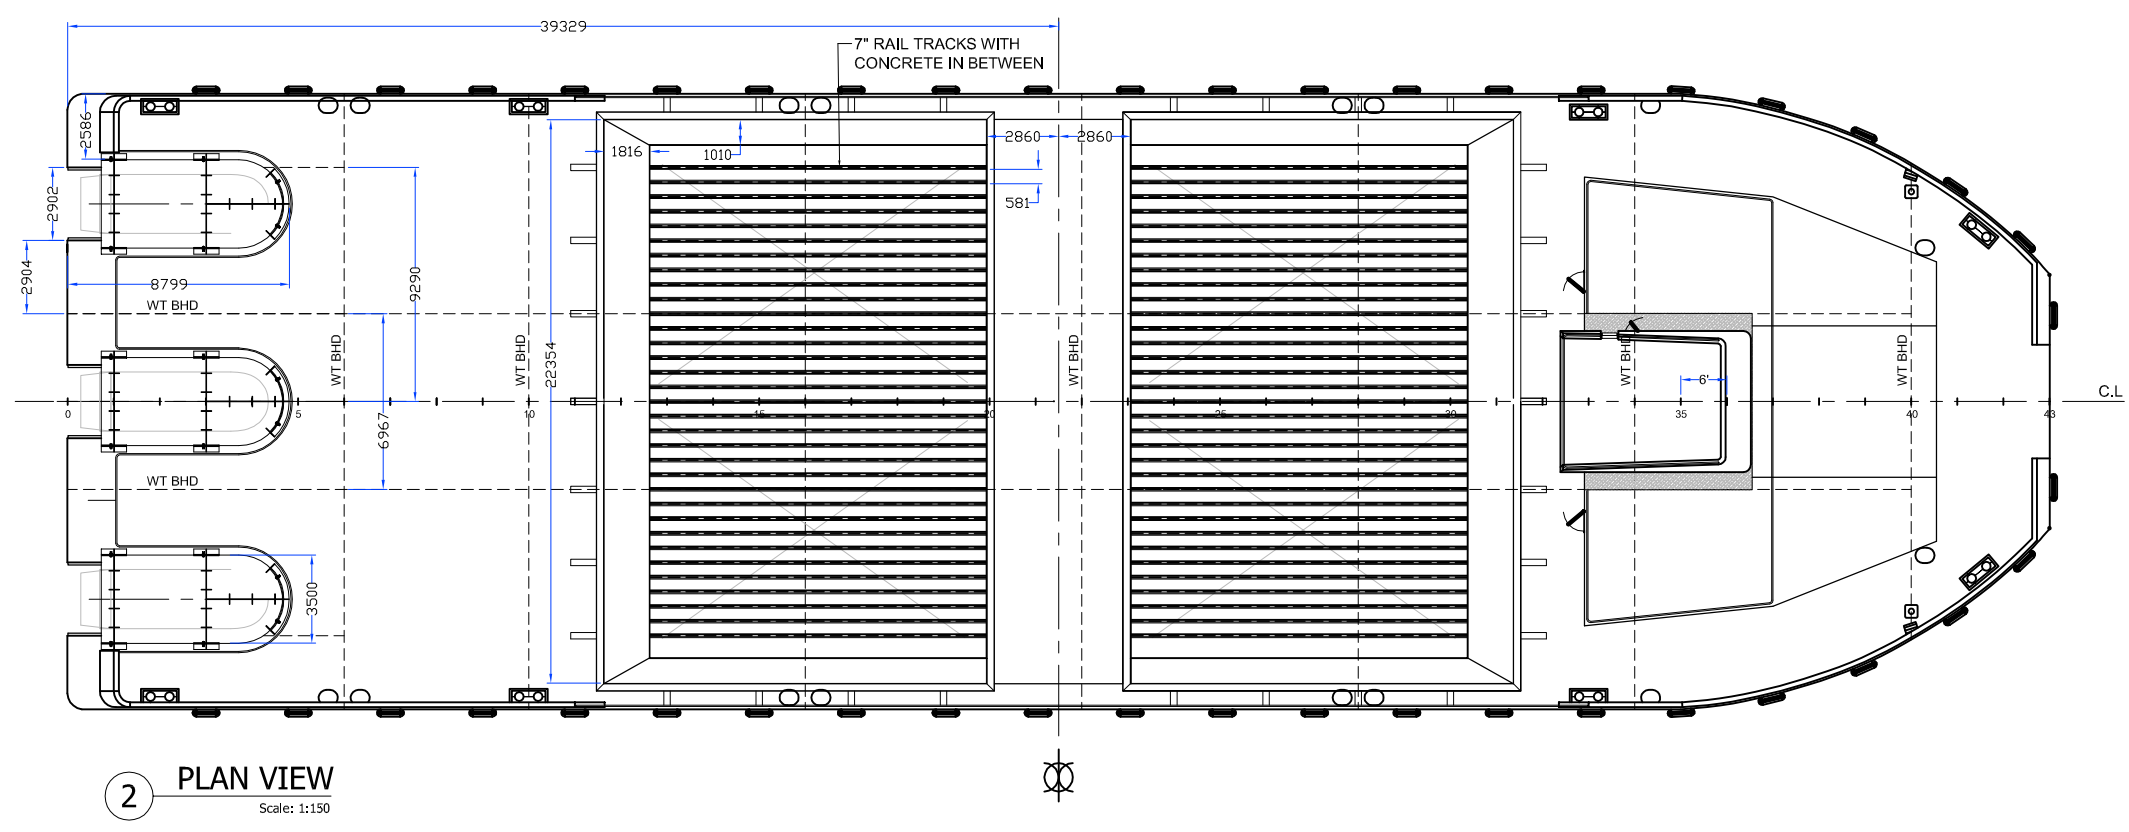 39329
7" RAIL TRACKS WITH
CONCRETE IN BETWEEN
2586
2860
2860
1816
1010
2902
581
2904
8799
9290
WT BHD
WT BHD
WT BHD
22354
WT BHD
WT BHD
WT BHD
6'
C.L
0
5
10
15
20
25
30
35
40
43
6967
WT BHD
3500
2
PLAN VIEW
Scale: 1:150